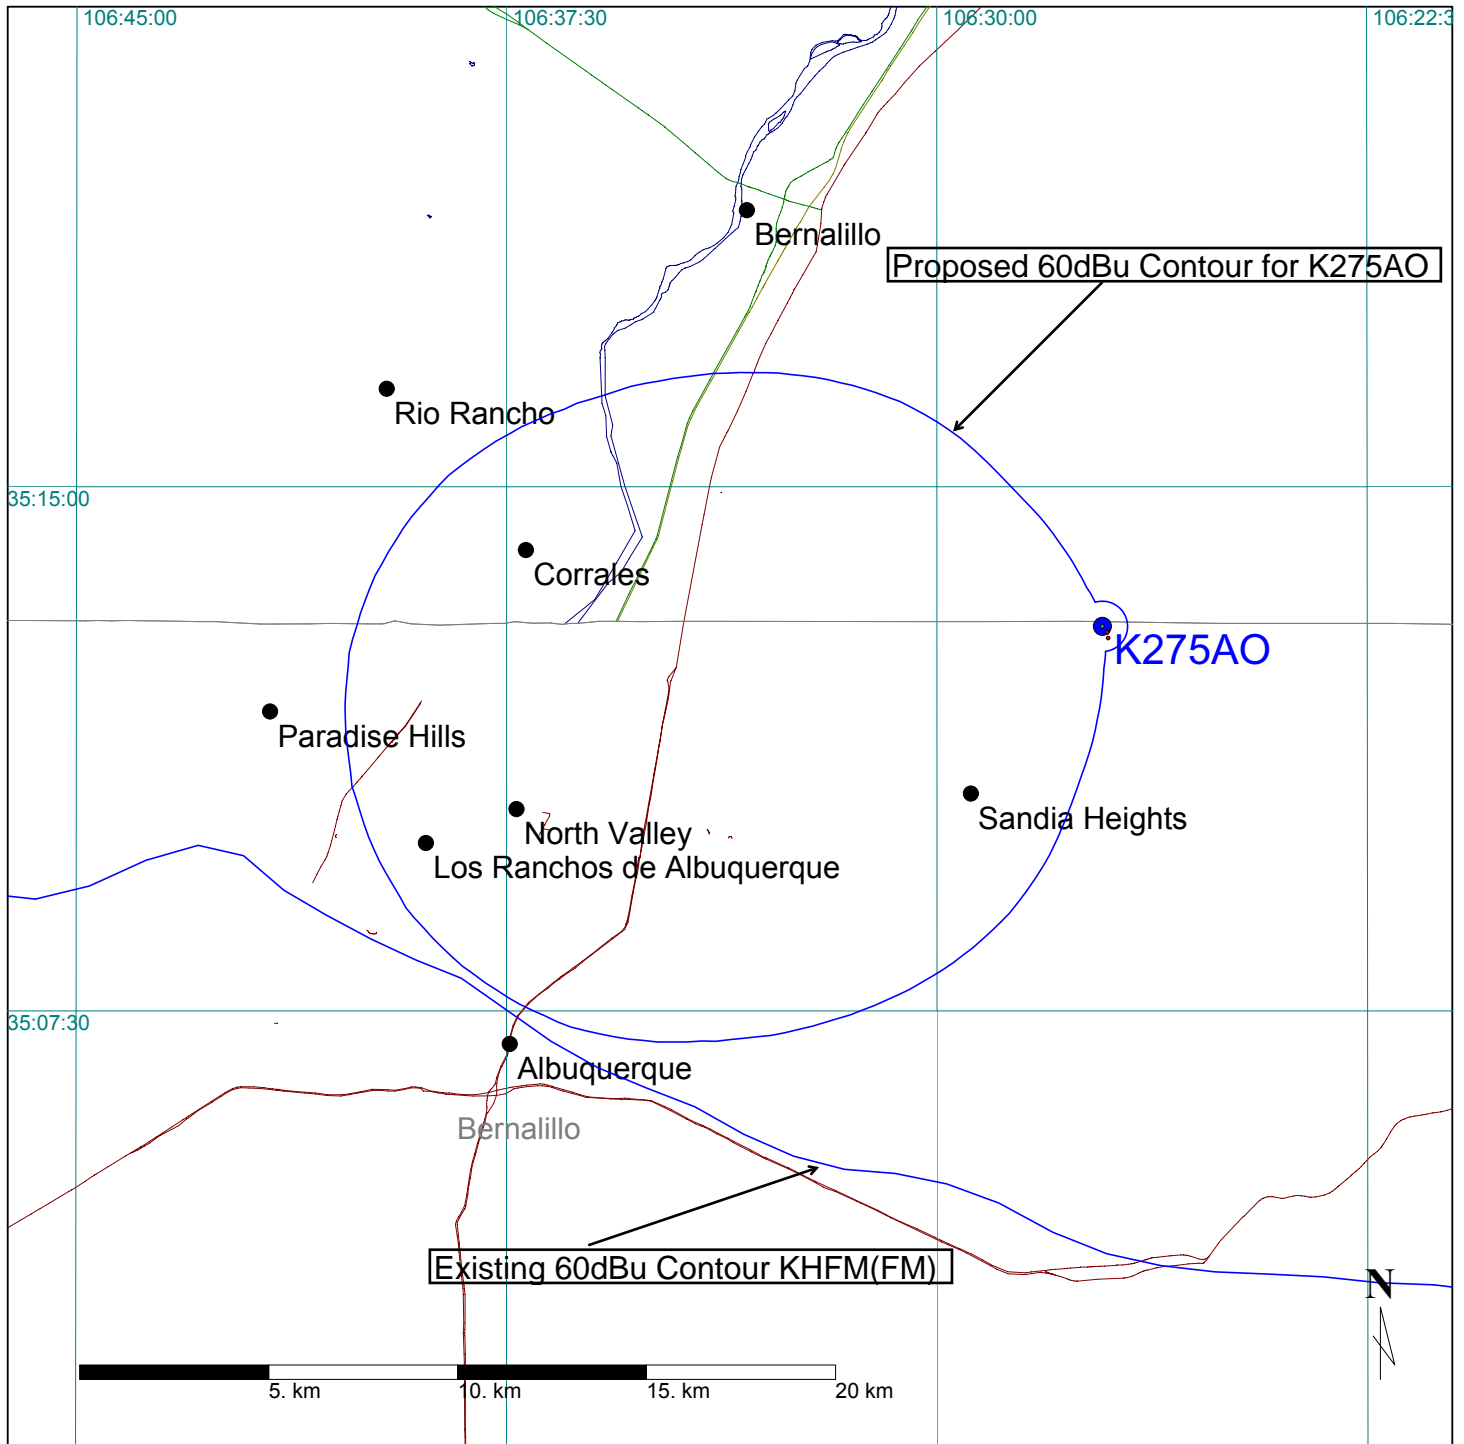 106:45:00
106:37:30
106:30:00
106:22:3
Bernalillo
Proposed 60dBu Contour for K275AO
Rio Rancho
35:15:00
Corrales
K275AO
Paradise Hills
Sandia Heights
North Valley
Los Ranchos de Albuquerque
35:07:30
Albuquerque
Bernalillo
Existing 60dBu Contour KHFM(FM)
N
5. km
10. km
15. km
20 km